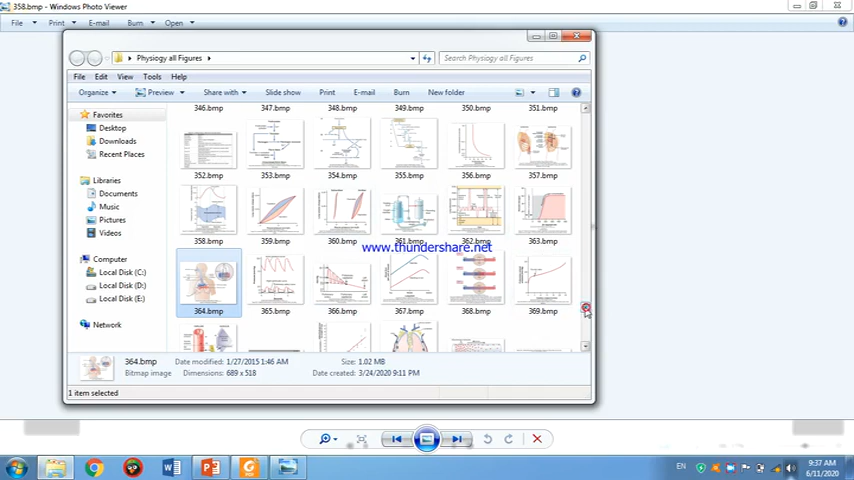 358.bmp - Windows Photo Viewer
File Print E-mail Burn Open
Physiogy all Figures
Search Physiogy all Figures
File Edit View Tools Help
Organize Preview Share with Slide show Print E-mail Burn New folder
Favorites
Desktop
Downloads
Recent Places
Libraries
Documents
Music
Pictures
Videos
Computer
Local Disk (C:)
Local Disk (D:)
Local Disk (E:)
Network
346.bmp 347.bmp 348.bmp 349.bmp 350.bmp 351.bmp
352.bmp 353.bmp 354.bmp 355.bmp 356.bmp 357.bmp
358.bmp 359.bmp 360.bmp 361.bmp 362.bmp 363.bmp
www.thundershare.net
364.bmp 365.bmp 366.bmp 367.bmp 368.bmp 369.bmp
364.bmp Date modified: 1/27/2015 1:46 AM Size: 1.02 MB
Bitmap image Dimensions: 689 x 518 Date created: 3/24/2020 9:11 PM
1 item selected
EN
9:37 AM
6/11/2020